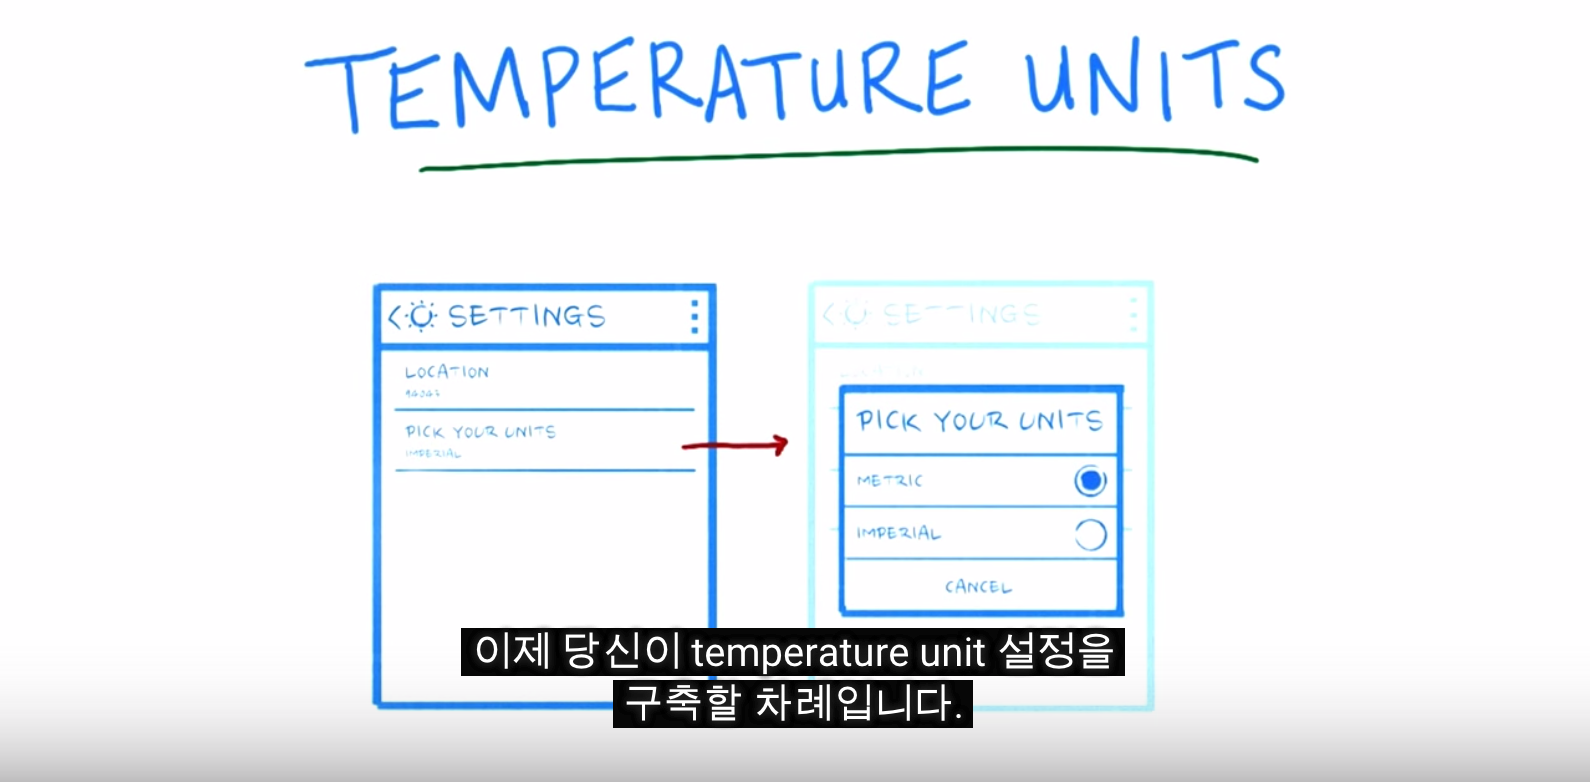 TEMPERATURE UNITS
SETTINGS
LOCATION
94043
PICK YOUR UNITS
IMPERIAL
SETTINGS
PICK YOUR UNITS
METRIC
IMPERIAL
CANCEL
이제 당신이 temperature unit 설정을
구축할 차례입니다.